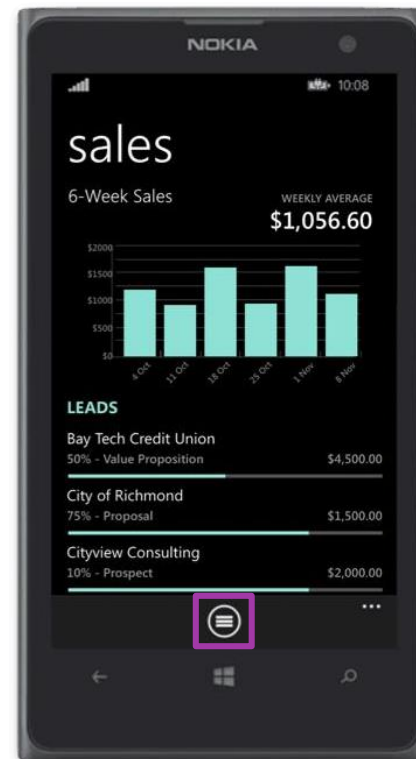 NOKIA
10:08
sales
6-Week Sales
WEEKLY AVERAGE
$1,056.60
$2000
$1500
$1000
$500
$0
4 Oct
11 Oct
18 Oct
25 Oct
1 Nov
8 Nov
LEADS
Bay Tech Credit Union
50% - Value Proposition $4,500.00
City of Richmond
75% - Proposal $1,500.00
Cityview Consulting
10% - Prospect $2,000.00